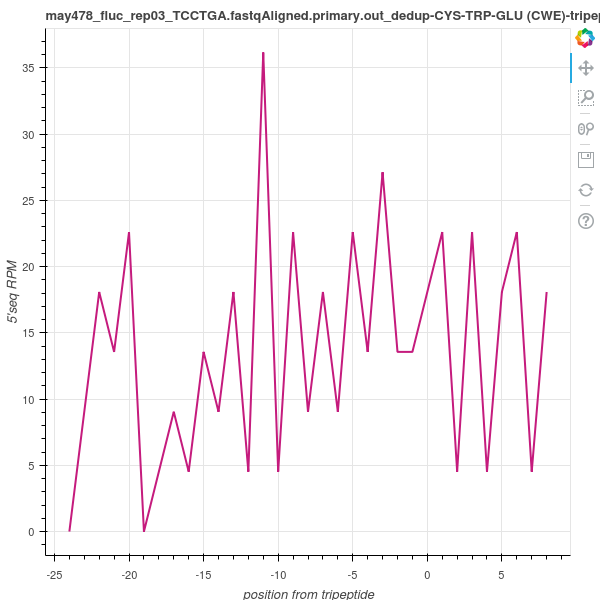 may478_fluc_rep03_TCCTGA.fastqAligned.primary.out_dedup-CYS-TRP-GLU (CWE)-tripep
35
30
25
20
15
10
5
0
5'seq RPM
-25 -20 -15 -10 -5 0 5
position from tripeptide